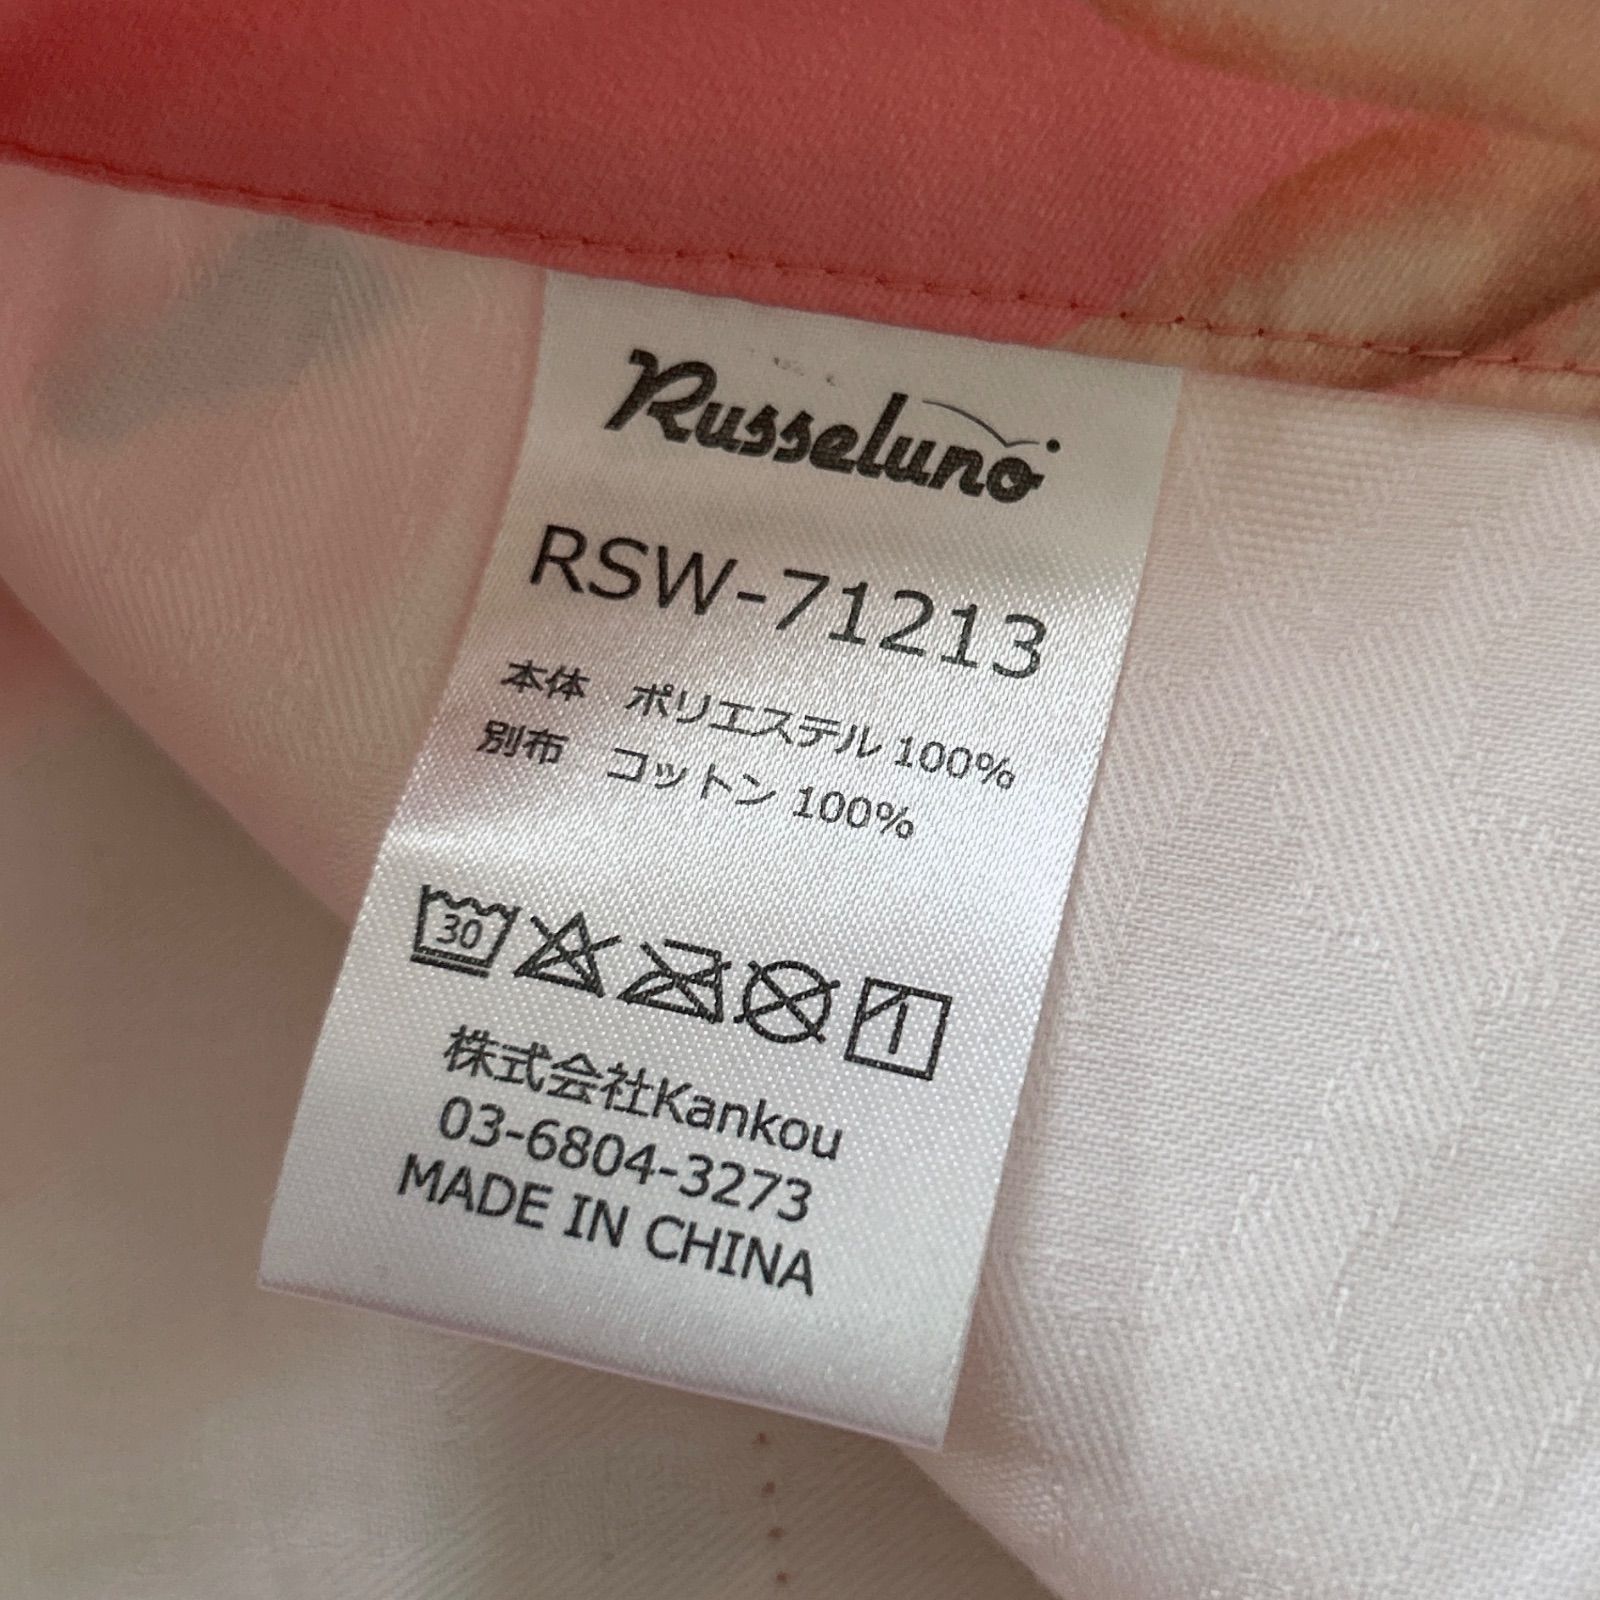 Russeluno
RSW-71213
本体 ポリエステル 100%
別布 コットン 100%
30
株式会社Kankou
03-6804-3273
MADE IN CHINA